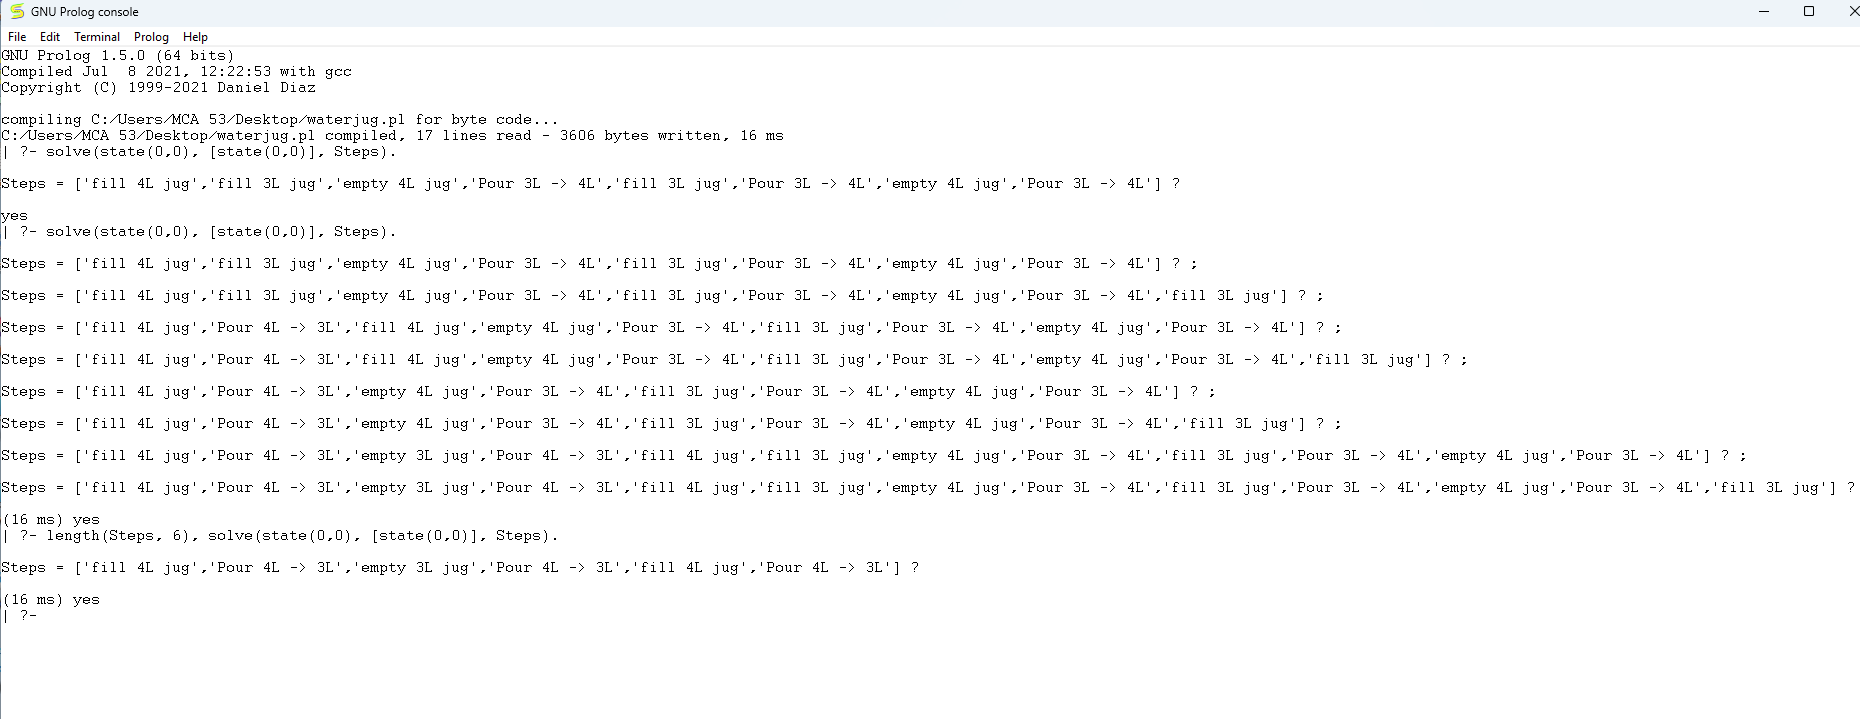 GNU Prolog console
File Edit Terminal Prolog Help
GNU Prolog 1.5.0 (64 bits)
Compiled Jul  8 2021, 12:22:53 with gcc
Copyright (C) 1999-2021 Daniel Diaz
compiling C:/Users/MCA 53/Desktop/waterjug.pl for byte code...
C:/Users/MCA 53/Desktop/waterjug.pl compiled, 17 lines read - 3606 bytes written, 16 ms
| ?- solve(state(0,0), [state(0,0)], Steps).
Steps = ['fill 4L jug','fill 3L jug','empty 4L jug','Pour 3L -> 4L','fill 3L jug','Pour 3L -> 4L','empty 4L jug','Pour 3L -> 4L'] ?
yes
| ?- solve(state(0,0), [state(0,0)], Steps).
Steps = ['fill 4L jug','fill 3L jug','empty 4L jug','Pour 3L -> 4L','fill 3L jug','Pour 3L -> 4L','empty 4L jug','Pour 3L -> 4L'] ? ;
Steps = ['fill 4L jug','fill 3L jug','empty 4L jug','Pour 3L -> 4L','fill 3L jug','Pour 3L -> 4L','empty 4L jug','Pour 3L -> 4L','fill 3L jug'] ? ;
Steps = ['fill 4L jug','Pour 4L -> 3L','fill 4L jug','empty 4L jug','Pour 3L -> 4L','fill 3L jug','Pour 3L -> 4L','empty 4L jug','Pour 3L -> 4L'] ? ;
Steps = ['fill 4L jug','Pour 4L -> 3L','fill 4L jug','empty 4L jug','Pour 3L -> 4L','fill 3L jug','Pour 3L -> 4L','empty 4L jug','Pour 3L -> 4L','fill 3L jug'] ? ;
Steps = ['fill 4L jug','Pour 4L -> 3L','empty 4L jug','Pour 3L -> 4L','fill 3L jug','Pour 3L -> 4L','empty 4L jug','Pour 3L -> 4L'] ? ;
Steps = ['fill 4L jug','Pour 4L -> 3L','empty 4L jug','Pour 3L -> 4L','fill 3L jug','Pour 3L -> 4L','empty 4L jug','Pour 3L -> 4L','fill 3L jug'] ? ;
Steps = ['fill 4L jug','Pour 4L -> 3L','empty 3L jug','Pour 4L -> 3L','fill 4L jug','fill 3L jug','empty 4L jug','Pour 3L -> 4L','fill 3L jug','Pour 3L -> 4L','empty 4L jug','Pour 3L -> 4L'] ? ;
Steps = ['fill 4L jug','Pour 4L -> 3L','empty 3L jug','Pour 4L -> 3L','fill 4L jug','fill 3L jug','empty 4L jug','Pour 3L -> 4L','fill 3L jug','Pour 3L -> 4L','empty 4L jug','Pour 3L -> 4L','fill 3L jug'] ?
(16 ms) yes
| ?- length(Steps, 6), solve(state(0,0), [state(0,0)], Steps).
Steps = ['fill 4L jug','Pour 4L -> 3L','empty 3L jug','Pour 4L -> 3L','fill 4L jug','Pour 4L -> 3L'] ?
(16 ms) yes
| ?-